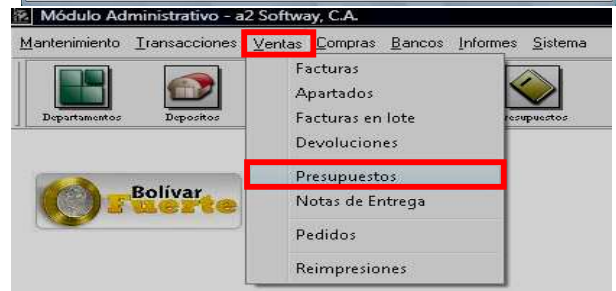 Módulo Administrativo - a2 Softway, C.A.
Mantenimiento Transacciones Ventas Compras Bancos Informes Sistema
Facturas
Apartados
Facturas en lote
Devoluciones
Presupuestos
Notas de Entrega
Pedidos
Reimpresiones
Departamentos Depositos esupuestos
Bolívar
Fuerte